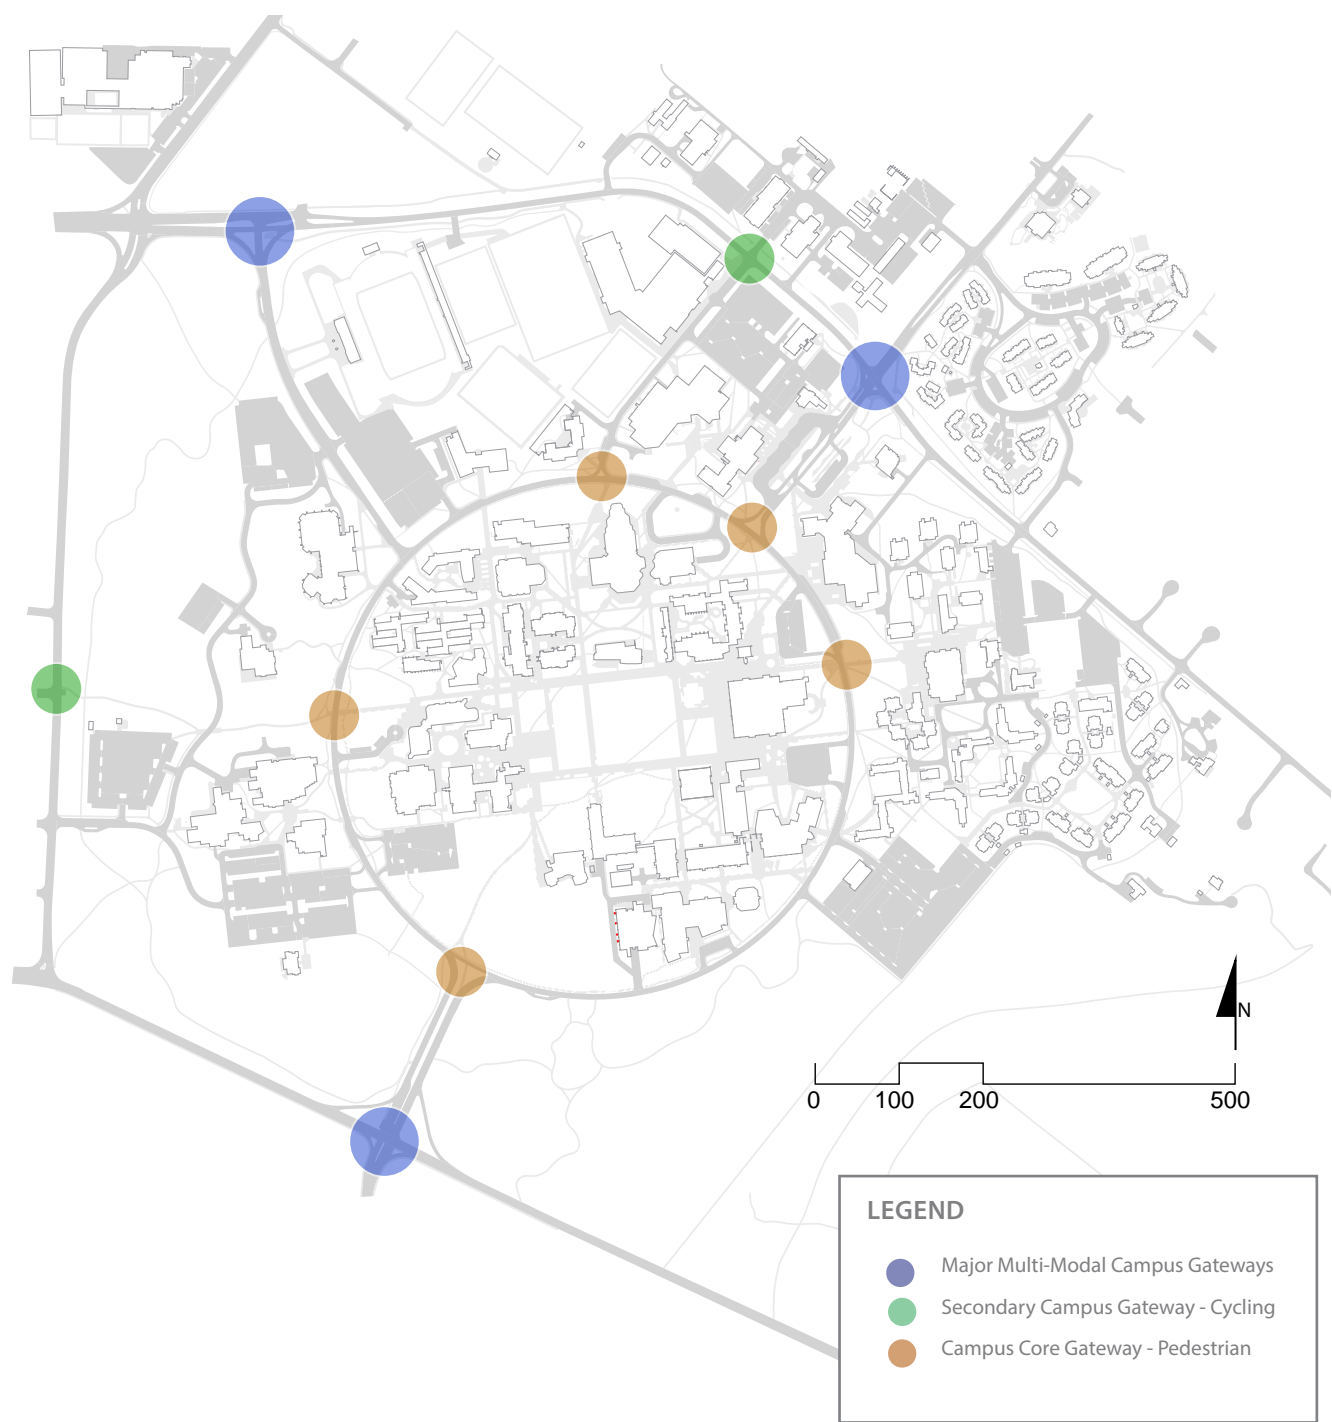 N
0 100 200 500
LEGEND
Major Multi-Modal Campus Gateways
Secondary Campus Gateway - Cycling
Campus Core Gateway - Pedestrian